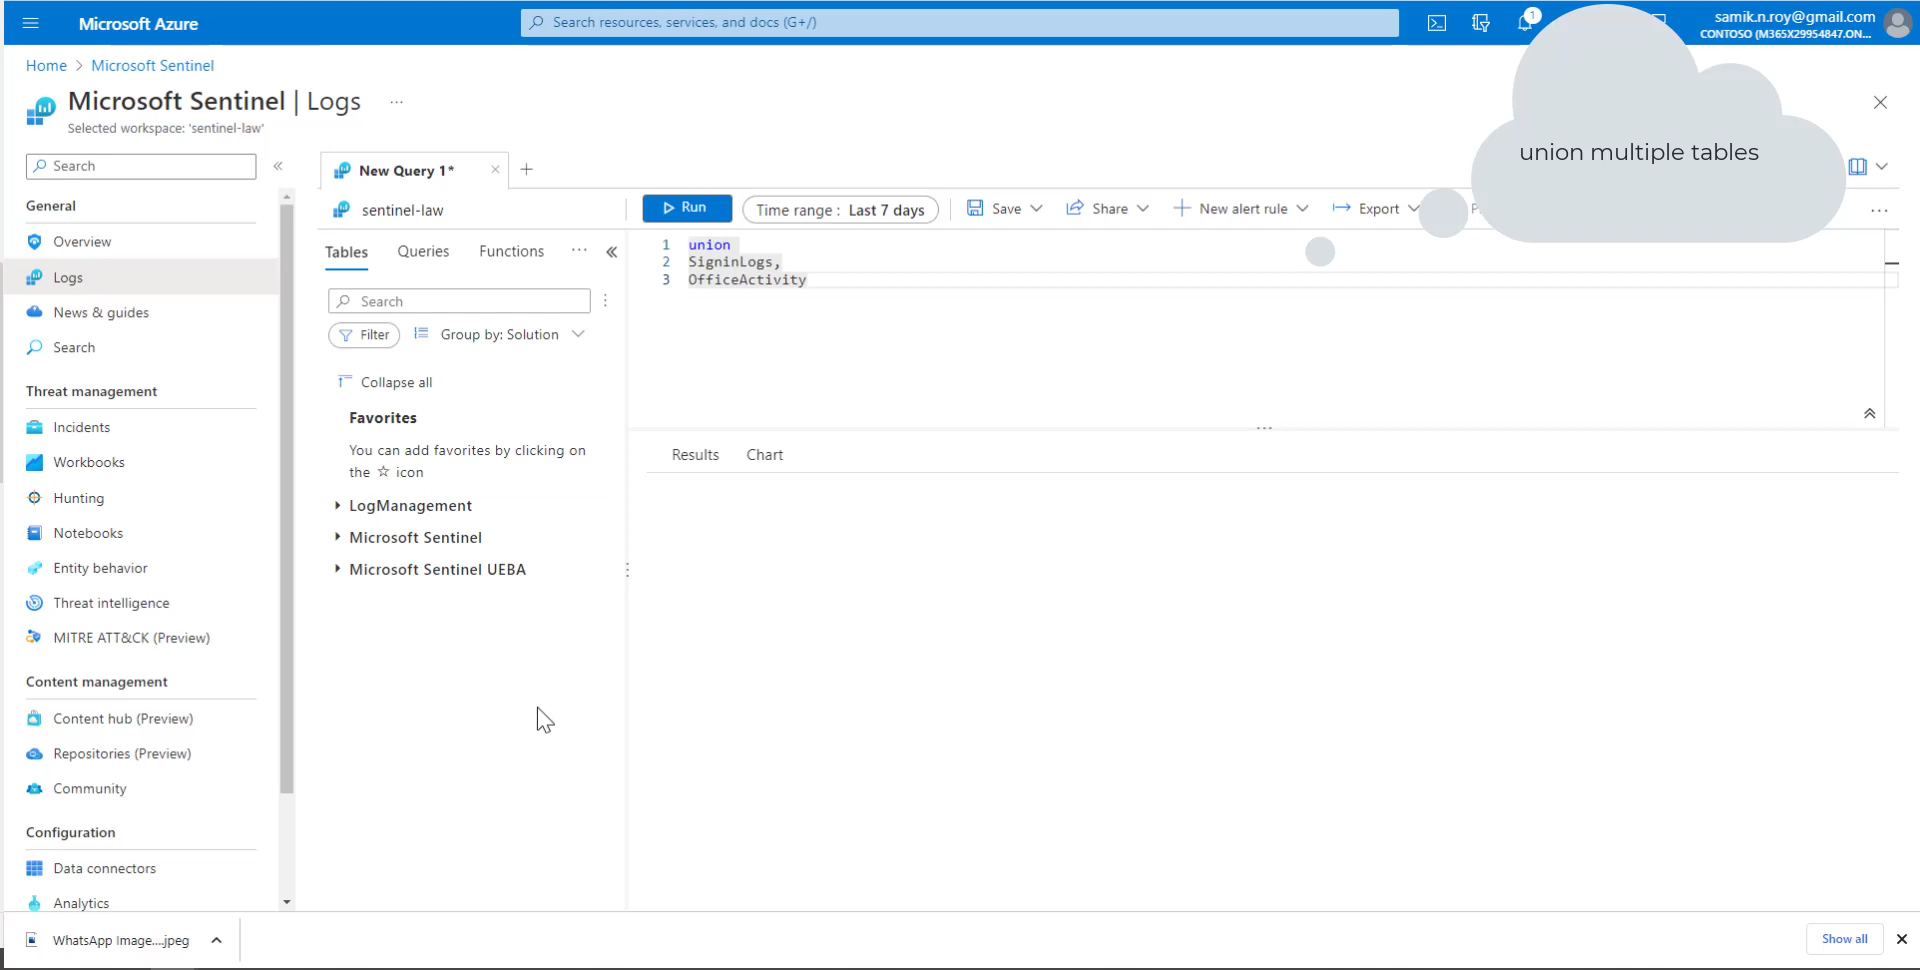 Microsoft Azure
Search resources, services, and docs (G+/)
1
samik.n.roy@gmail.com
CONTOSO (M365X29954847.ON...
Home > Microsoft Sentinel
Microsoft Sentinel | Logs ...
Selected workspace: 'sentinel-law'
union multiple tables
Search
«
New Query 1*
sentinel-law
Run
Time range : Last 7 days
Save
Share
New alert rule
Export
...
General
Overview
Logs
News & guides
Search
Threat management
Incidents
Workbooks
Hunting
Notebooks
Entity behavior
Threat intelligence
MITRE ATT&CK (Preview)
Content management
Content hub (Preview)
Repositories (Preview)
Community
Configuration
Data connectors
Analytics
Tables Queries Functions ... «
Search
Filter
Group by: Solution
Collapse all
Favorites
You can add favorites by clicking on
the ☆ icon
LogManagement
Microsoft Sentinel
Microsoft Sentinel UEBA
1 union
2 SigninLogs,
3 OfficeActivity
...
Results Chart
WhatsApp Image....jpeg
Show all